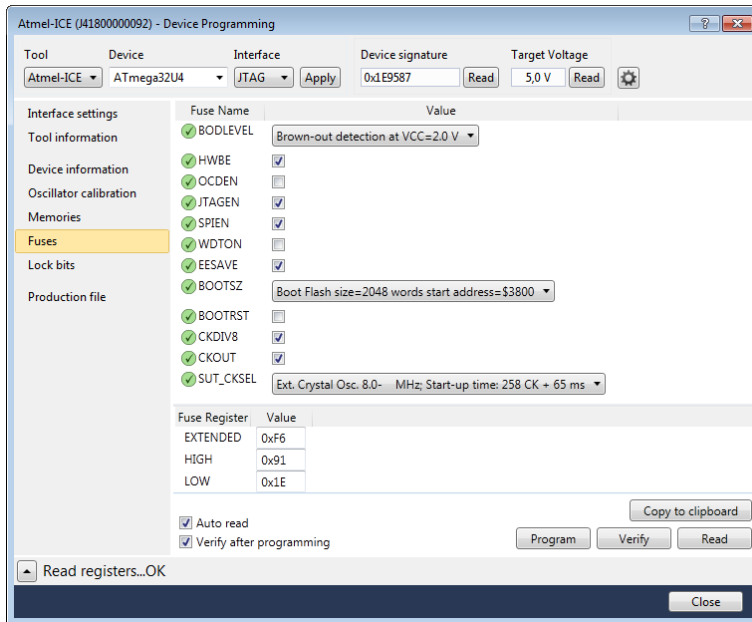 Atmel-ICE (J41800000092) - Device Programming
Tool Device Interface Device signature Target Voltage
Atmel-ICE ATmega32U4 JTAG Apply 0x1E9587 Read 5,0 V Read
Interface settings
Tool information
Device information
Oscillator calibration
Memories
Fuses
Lock bits
Production file
Fuse Name Value
BODLEVEL Brown-out detection at VCC=2.0 V
HWBE
OCDEN
JTAGEN
SPIEN
WDTON
EESAVE
BOOTSZ Boot Flash size=2048 words start address=$3800
BOOTRST
CKDIV8
CKOUT
SUT_CKSEL Ext. Crystal Osc. 8.0- MHz; Start-up time: 258 CK + 65 ms
Fuse Register Value
EXTENDED 0xF6
HIGH 0x91
LOW 0x1E
Copy to clipboard
Auto read
Verify after programming
Program Verify Read
Read registers...OK
Close